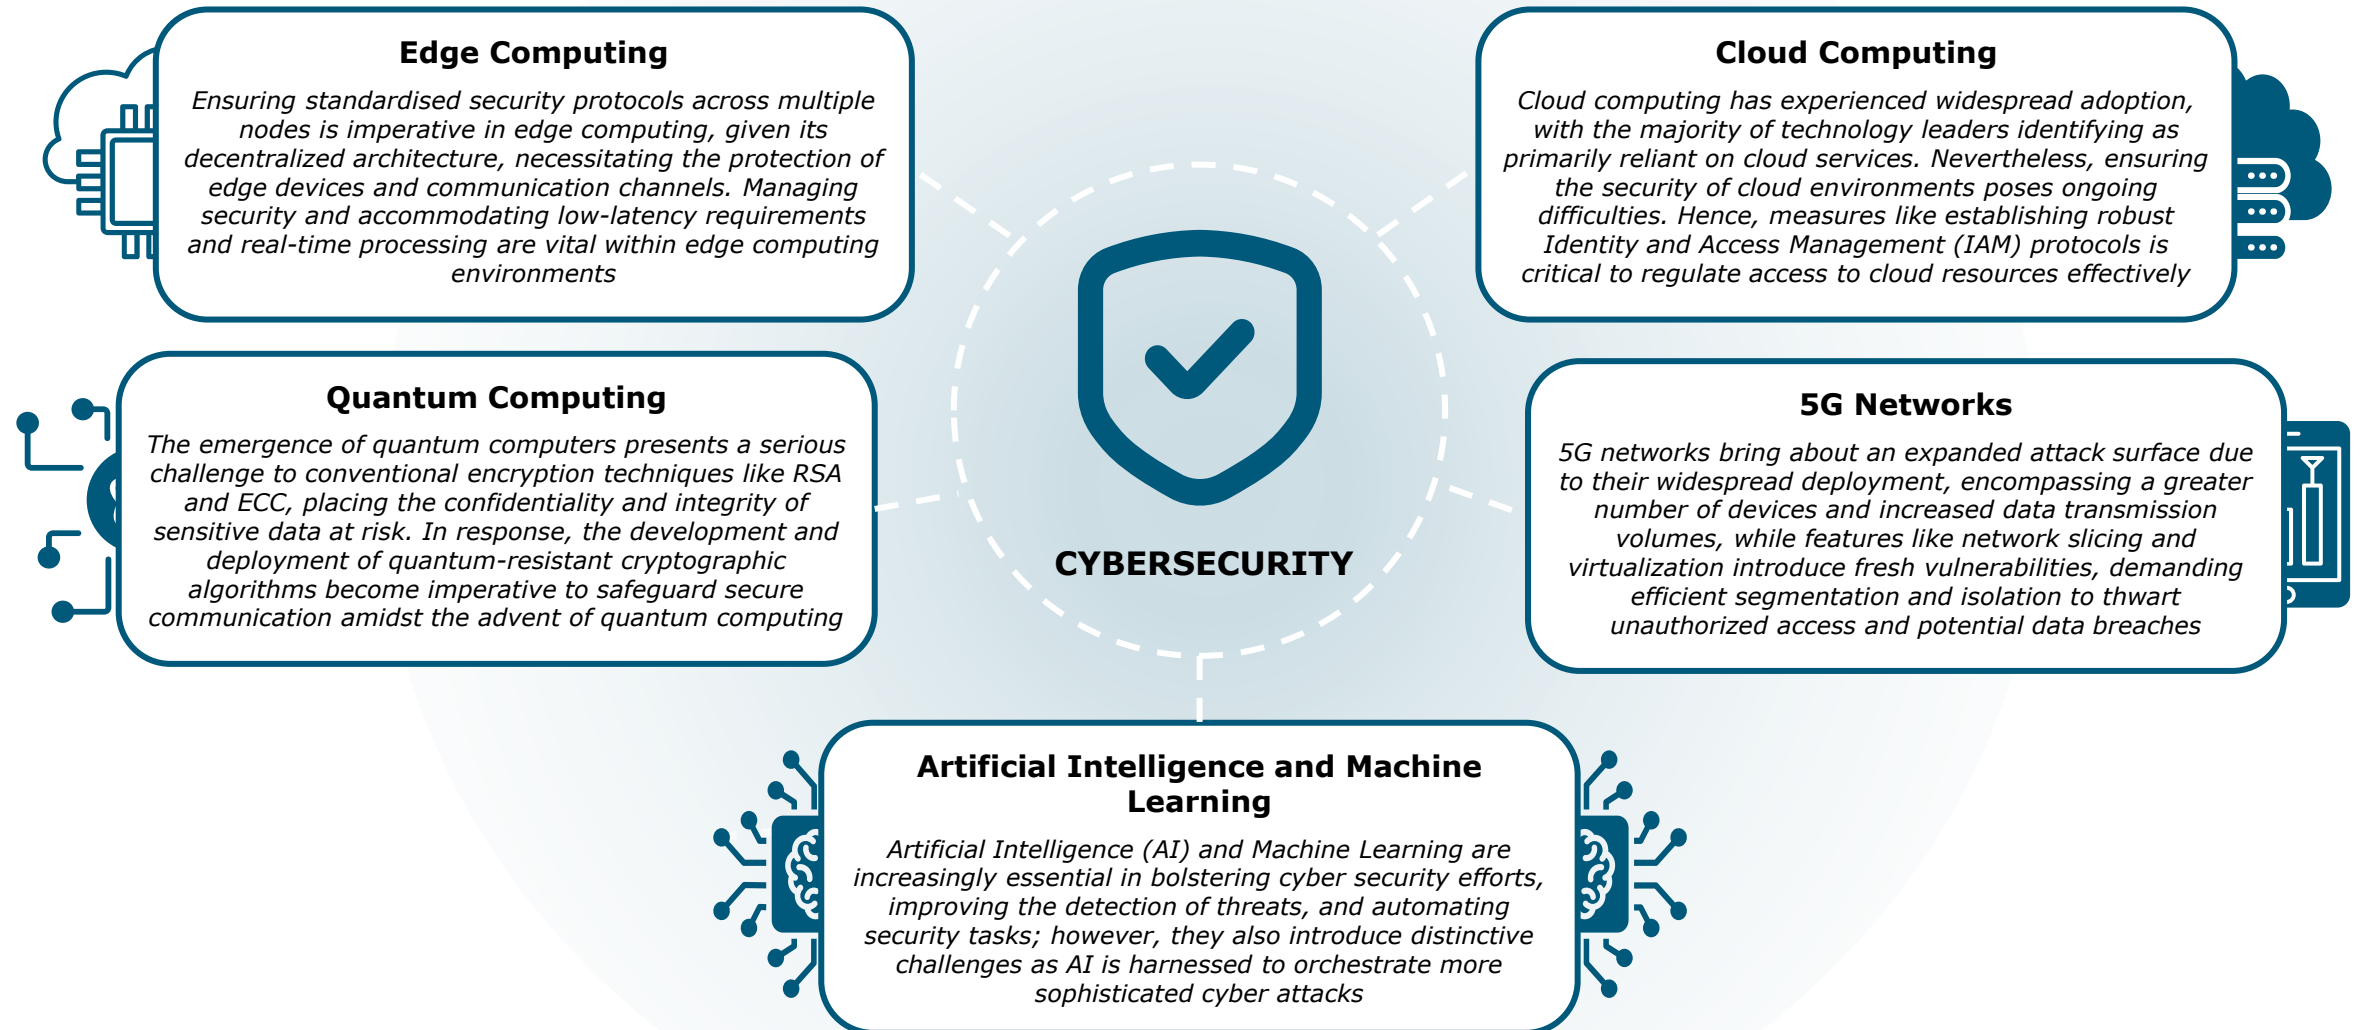 Edge Computing
Ensuring standardised security protocols across multiple
nodes is imperative in edge computing, given its
decentralized architecture, necessitating the protection of
edge devices and communication channels. Managing
security and accommodating low-latency requirements
and real-time processing are vital within edge computing
environments
Cloud Computing
Cloud computing has experienced widespread adoption,
with the majority of technology leaders identifying as
primarily reliant on cloud services. Nevertheless, ensuring
the security of cloud environments poses ongoing
difficulties. Hence, measures like establishing robust
Identity and Access Management (IAM) protocols is
critical to regulate access to cloud resources effectively
Quantum Computing
The emergence of quantum computers presents a serious
challenge to conventional encryption techniques like RSA
and ECC, placing the confidentiality and integrity of
sensitive data at risk. In response, the development and
deployment of quantum-resistant cryptographic
algorithms become imperative to safeguard secure
communication amidst the advent of quantum computing
CYBERSECURITY
5G Networks
5G networks bring about an expanded attack surface due
to their widespread deployment, encompassing a greater
number of devices and increased data transmission
volumes, while features like network slicing and
virtualization introduce fresh vulnerabilities, demanding
efficient segmentation and isolation to thwart
unauthorized access and potential data breaches
Artificial Intelligence and Machine
Learning
Artificial Intelligence (AI) and Machine Learning are
increasingly essential in bolstering cyber security efforts,
improving the detection of threats, and automating
security tasks; however, they also introduce distinctive
challenges as AI is harnessed to orchestrate more
sophisticated cyber attacks